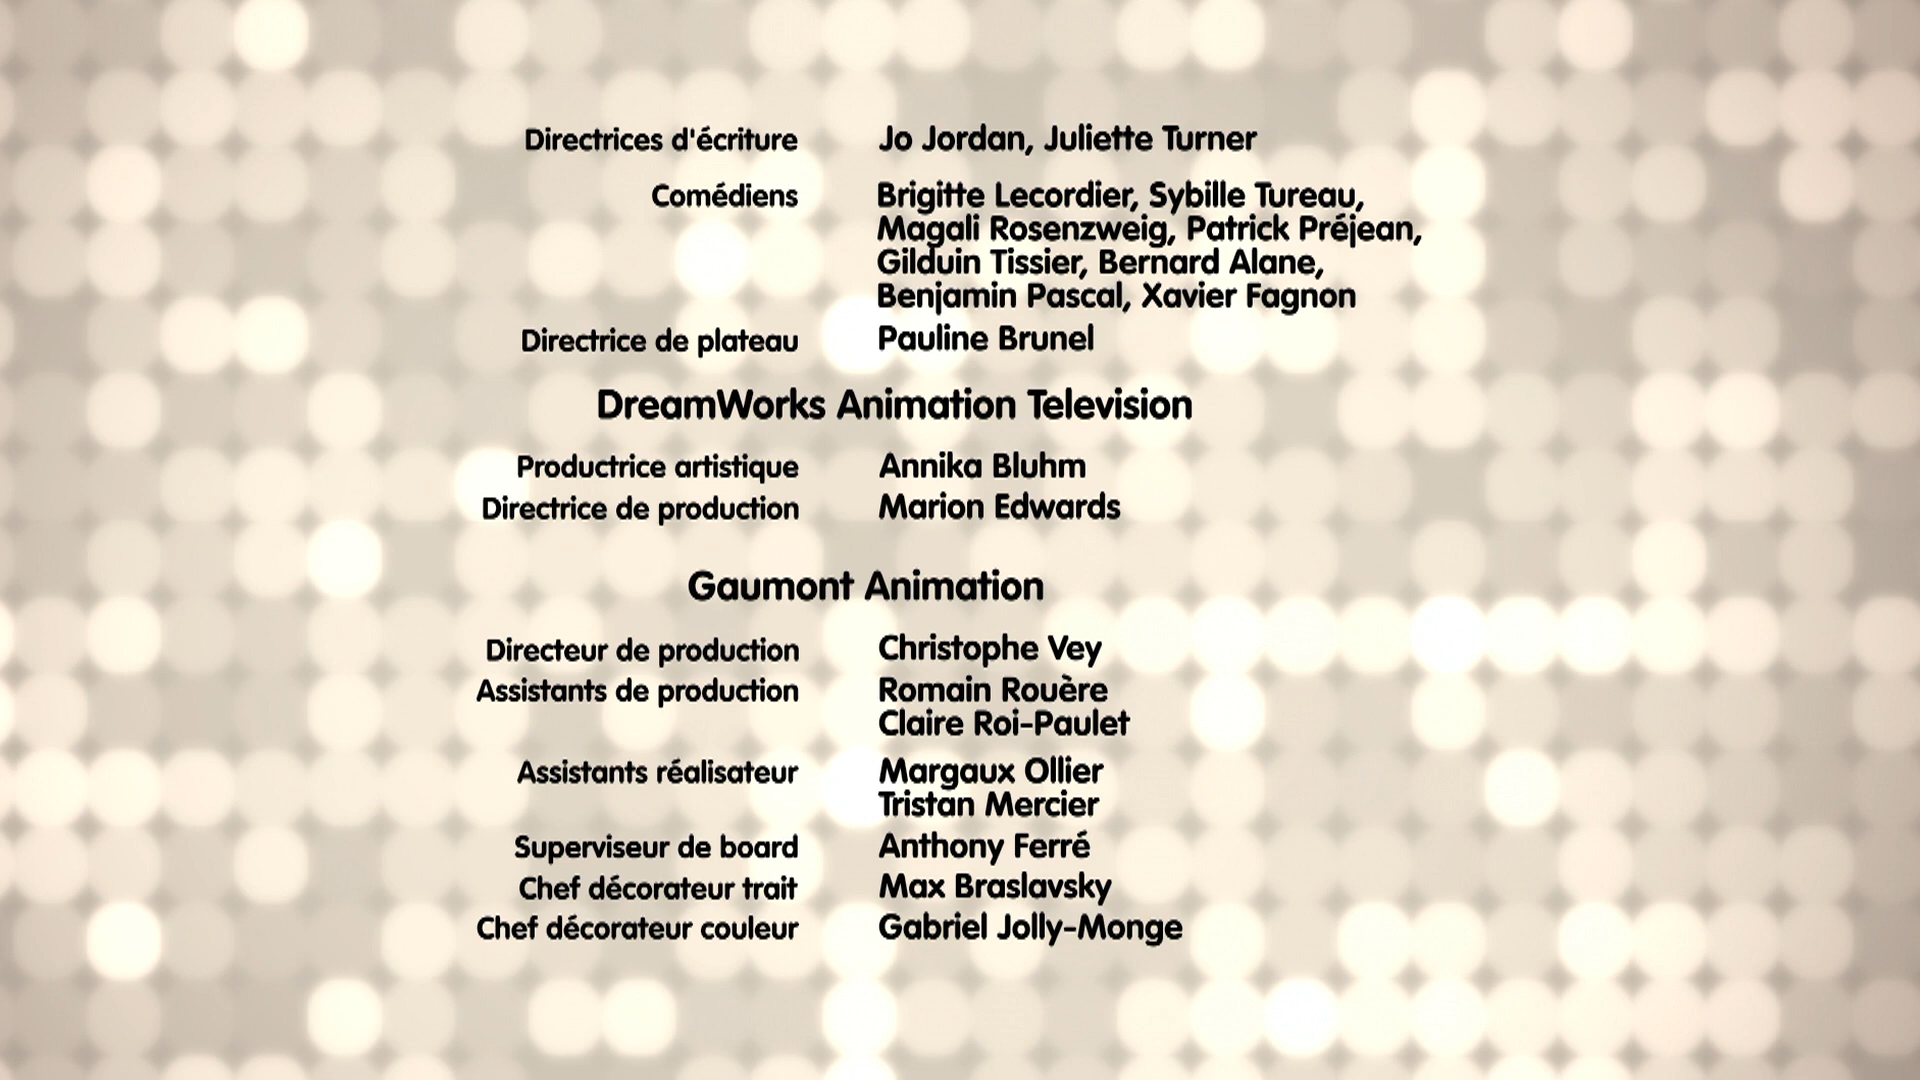 Directrices d'écriture Jo Jordan, Juliette Turner
Comédiens Brigitte Lecordier, Sybille Tureau,
Magali Rosenzweig, Patrick Préjean,
Gilduin Tissier, Bernard Alane,
Benjamin Pascal, Xavier Fagnon
Directrice de plateau Pauline Brunel
DreamWorks Animation Television
Productrice artistique Annika Bluhm
Directrice de production Marion Edwards
Gaumont Animation
Directeur de production Christophe Vey
Assistants de production Romain Rouère
Claire Roi-Paulet
Assistants réalisateur Margaux Ollier
Tristan Mercier
Superviseur de board Anthony Ferré
Chef décorateur trait Max Braslavsky
Chef décorateur couleur Gabriel Jolly-Monge